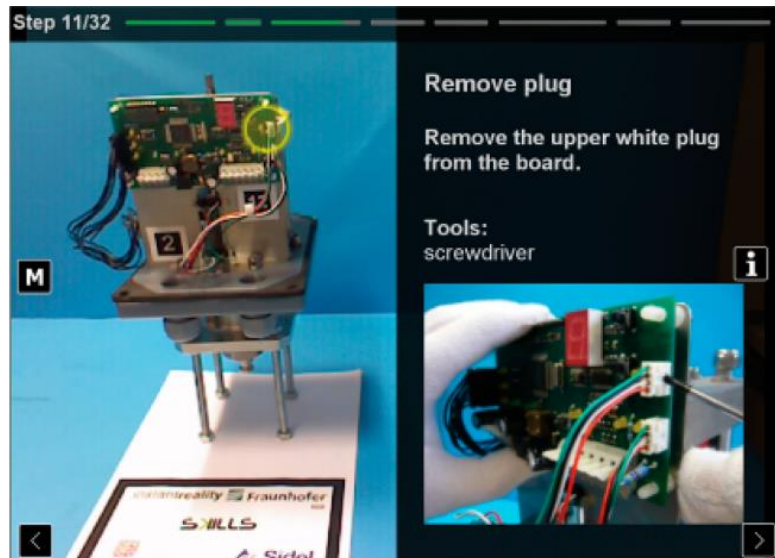 Step 11/32
Remove plug
Remove the upper white plug
from the board.
Tools:
screwdriver
2
12
M
i
instantreality Fraunhofer
SKILLS
Sidel
<
>